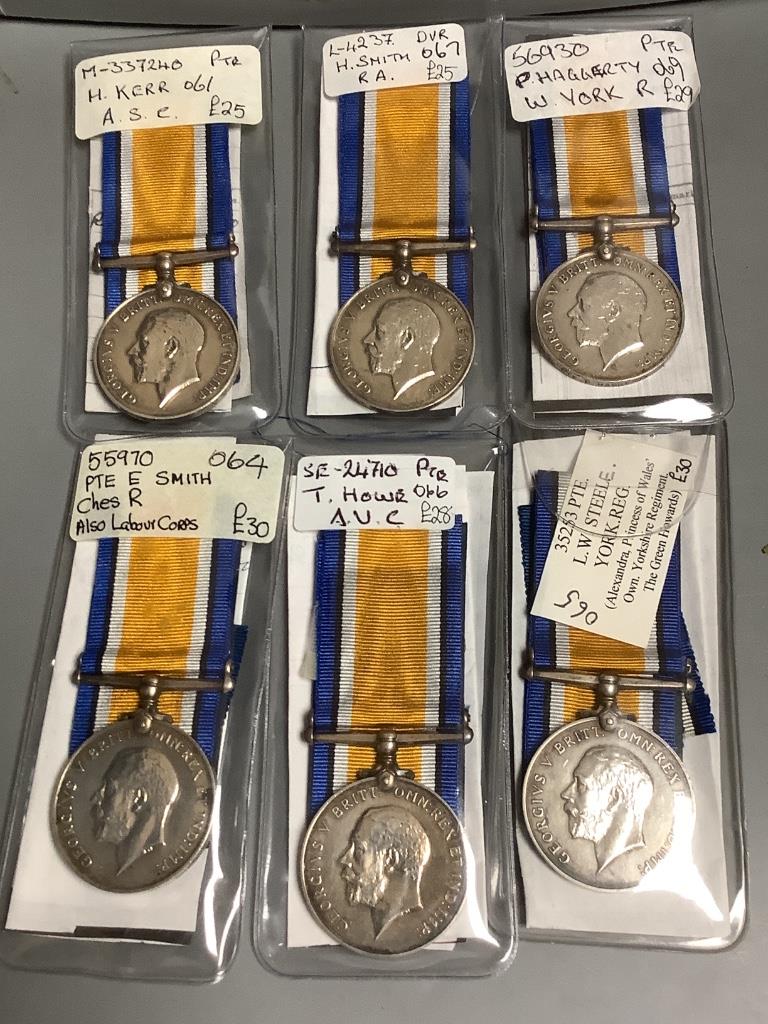 M-337240 PTE
H. KERR 061
A.S.C. £25
L-4237 DVR
H. SMITH 067
R A. £25
56930 PTE
P. HAGGERTY 069
W. YORK R £29
GEORGIVS V BRITT: OMN: REX ET IND: IMP:
GEORGIVS V BRITT: OMN: REX ET IND: IMP:
GEORGIVS V BRITT: OMN: REX ET IND: IMP:
55970 064
PTE E SMITH
Ches R
Also Labour Corps £30
SE-24710 PTE
T. HOWE 066
A.V.C £28
35253 PTE.
L.W. STEELE.
YORK.REG.
(Alexandra, Princess of Wales'
Own. Yorkshire Regiment
The Green Howards) £30
065
GEORGIVS V BRITT: OMN: REX ET IND: IMP:
GEORGIVS V BRITT: OMN: REX ET IND: IMP:
GEORGIVS V BRITT: OMN: REX